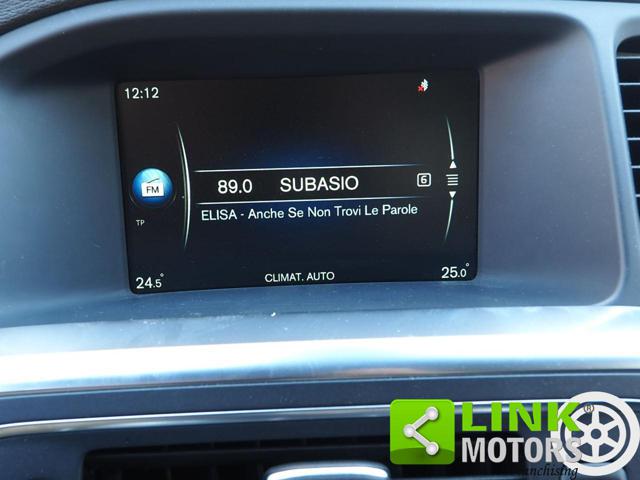 12:12
FM
89.0 SUBASIO 6
ELISA - Anche Se Non Trovi Le Parole
TP
24.5° CLIMAT. AUTO 25.0°
LINK
MOTORS
franchising